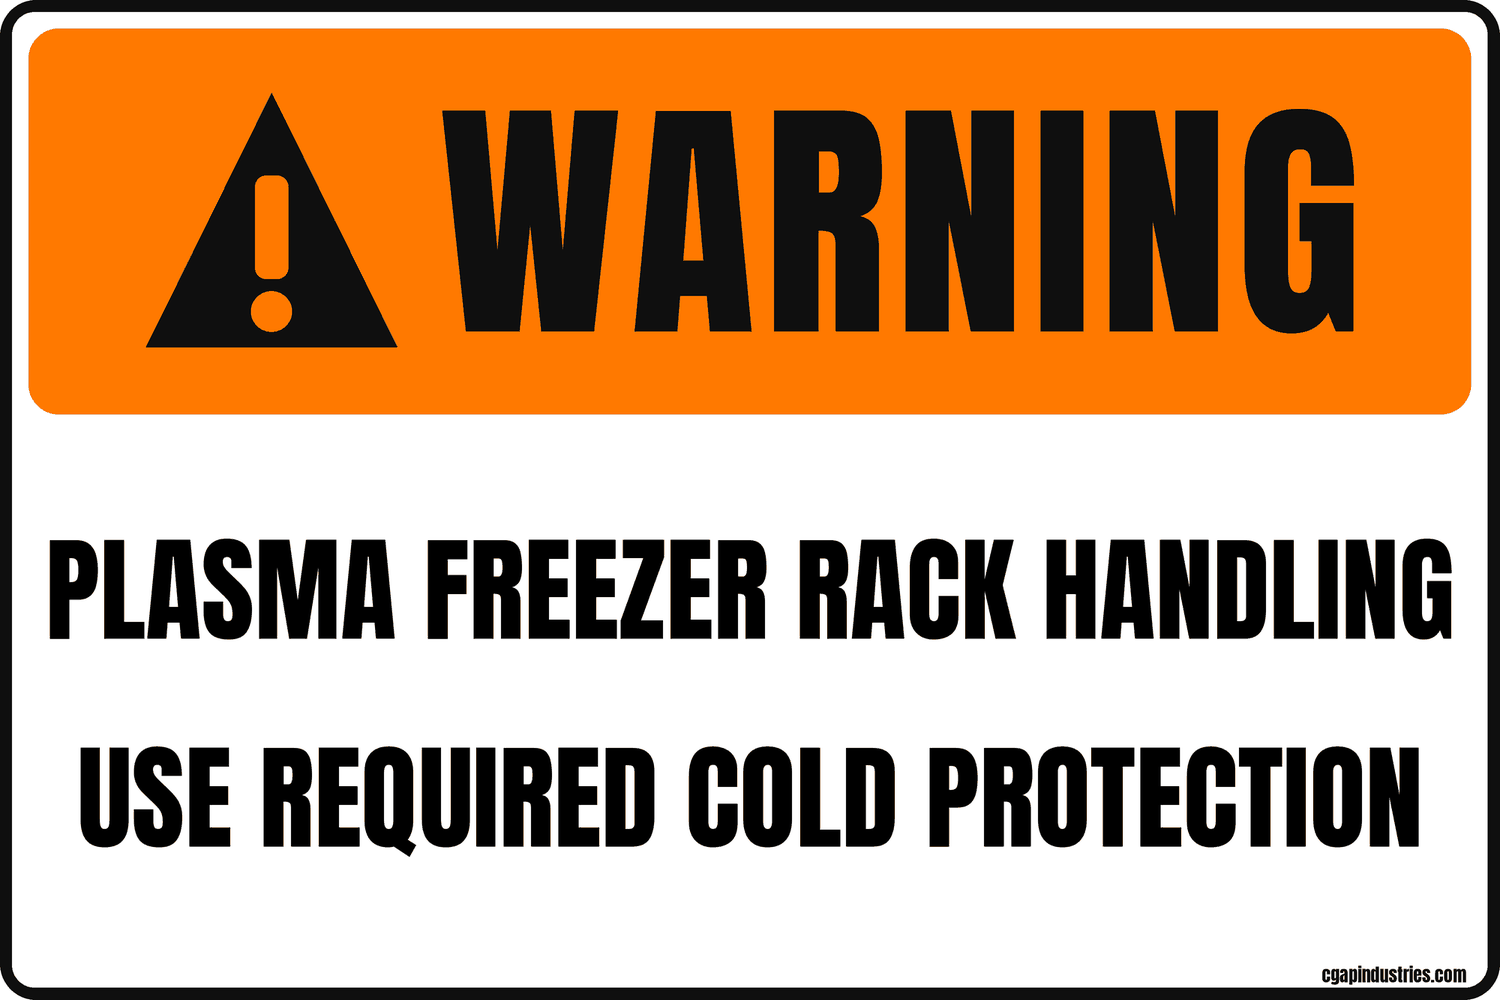 WARNING
PLASMA FREEZER RACK HANDLING
USE REQUIRED COLD PROTECTION
cgapindustries.com